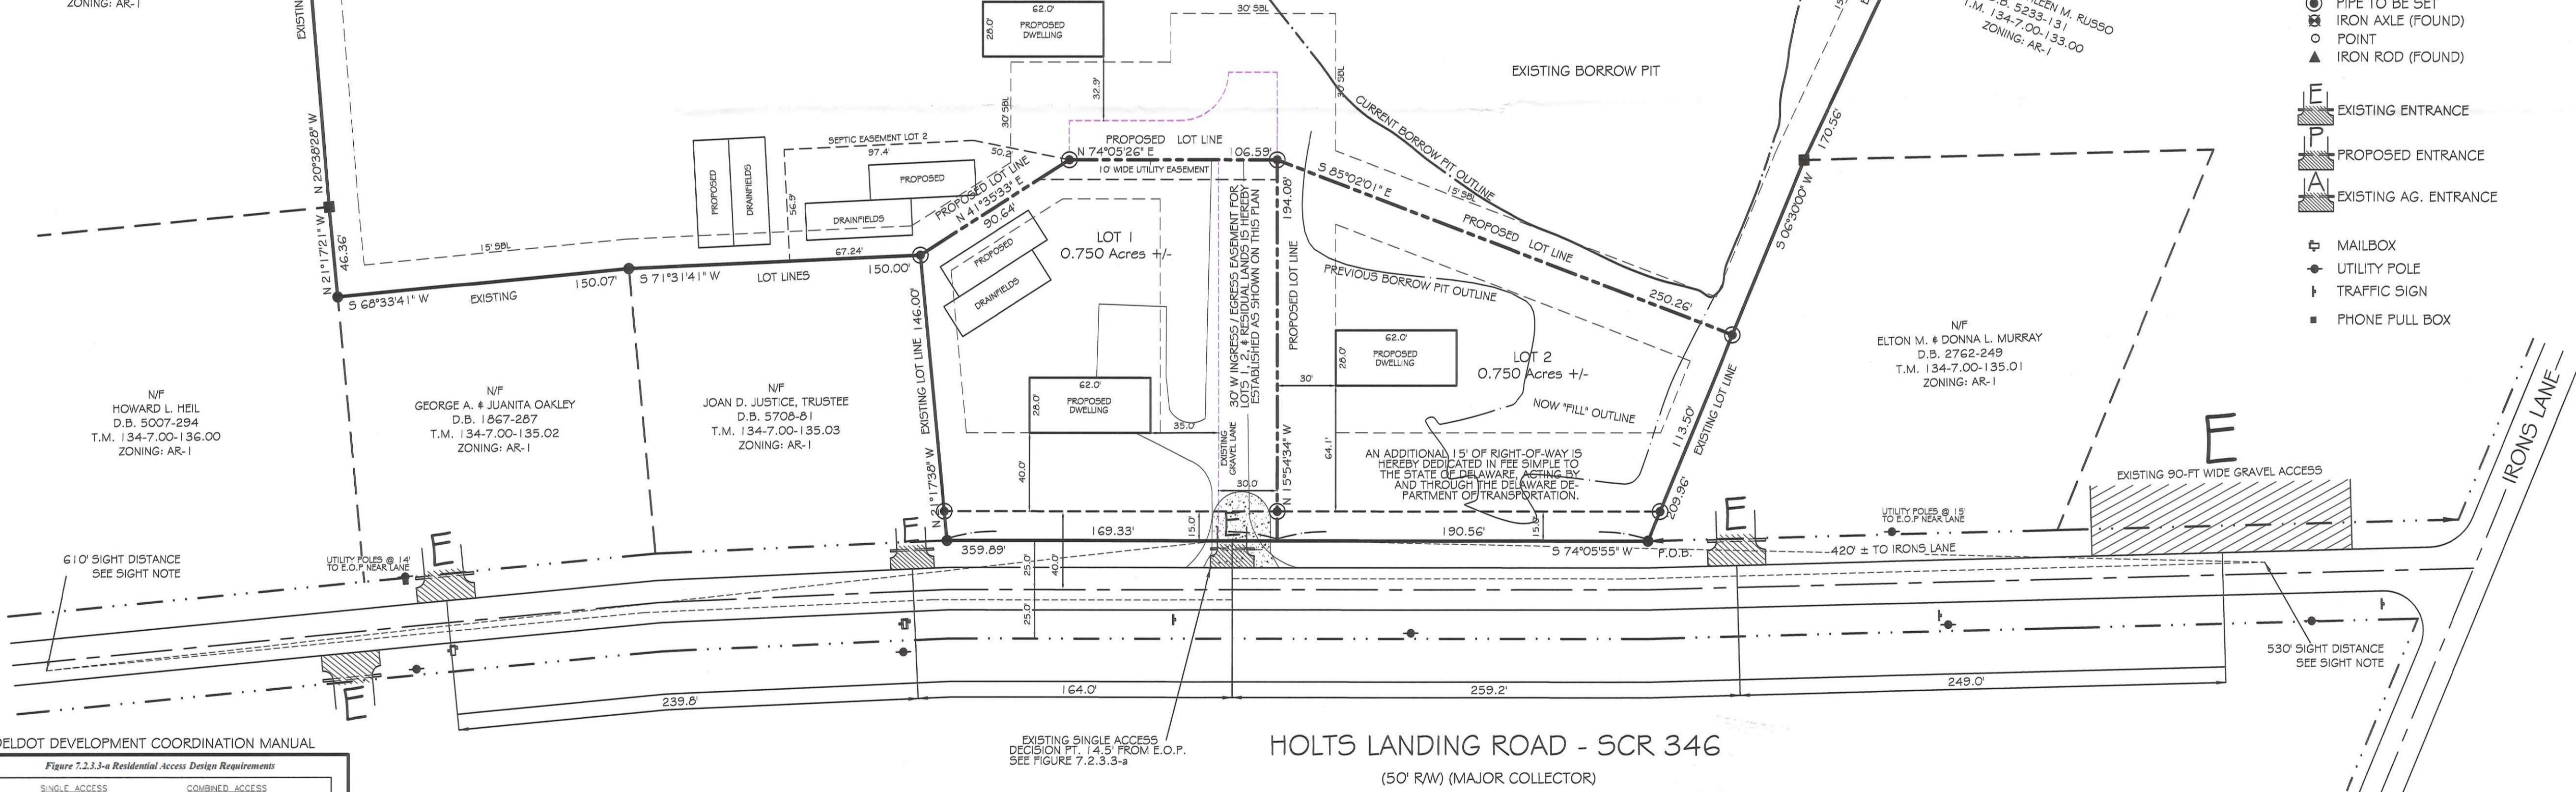 ZONING: AR-1
EXISTIN
N 20°38'28" W
N 21°17'21" W
46.36'
15' SBL
S 68°33'41" W
EXISTING
150.07'
S 71°31'41" W
LOT LINES
67.24'
150.00'
PROPOSED
DRAINFIELDS
SEPTIC EASEMENT LOT 2
97.4'
50.2'
56.9'
PROPOSED
DRAINFIELDS
62.0'
28.0'
PROPOSED
DWELLING
32.9'
30' SBL
30' SBL
30' SBL
PROPOSED LOT LINE
N 41°35'33" E
90.64'
PROPOSED LOT LINE
N 74°05'26" E
106.59'
10' WIDE UTILITY EASEMENT
PROPOSED
DRAINFIELDS
LOT 1
0.750 Acres +/-
30' W INGRESS / EGRESS EASEMENT FOR
LOTS 1, 2, & RESIDUAL LANDS IS HEREBY
ESTABLISHED AS SHOWN ON THIS PLAN
194.08'
PROPOSED LOT LINE
N 15°54'34" W
EXISTING BORROW PIT
CURRENT BORROW PIT OUTLINE
S 85°02'01" E
15' SBL
PROPOSED LOT LINE
250.26'
PREVIOUS BORROW PIT OUTLINE
62.0'
28.0'
PROPOSED
DWELLING
30'
64.1'
LOT 2
0.750 Acres +/-
NOW "FILL" OUTLINE
AN ADDITIONAL 15' OF RIGHT-OF-WAY IS
HEREBY DEDICATED IN FEE SIMPLE TO
THE STATE OF DELAWARE, ACTING BY
AND THROUGH THE DELAWARE DE-
PARTMENT OF TRANSPORTATION.
EXISTING LOT LINE
113.50'
209.96'
S 06°30'00" W
170.56'
15'
E
ILEEN M. RUSSO
D.B. 5233-131
T.M. 134-7.00-133.00
ZONING: AR-1
PIPE TO BE SET
IRON AXLE (FOUND)
POINT
IRON ROD (FOUND)
E
EXISTING ENTRANCE
P
PROPOSED ENTRANCE
A
EXISTING AG. ENTRANCE
MAILBOX
UTILITY POLE
TRAFFIC SIGN
PHONE PULL BOX
N/F
HOWARD L. HEIL
D.B. 5007-294
T.M. 134-7.00-136.00
ZONING: AR-1
N/F
GEORGE A. & JUANITA OAKLEY
D.B. 1867-287
T.M. 134-7.00-135.02
ZONING: AR-1
N/F
JOAN D. JUSTICE, TRUSTEE
D.B. 5708-81
T.M. 134-7.00-135.03
ZONING: AR-1
EXISTING LOT LINE
146.00'
N 21°17'38" W
62.0'
28.0'
PROPOSED
DWELLING
40.0'
35.0'
EXISTING
GRAVEL LANE
30.0'
N/F
ELTON M. & DONNA L. MURRAY
D.B. 2762-249
T.M. 134-7.00-135.01
ZONING: AR-1
E
EXISTING 90-FT WIDE GRAVEL ACCESS
IRONS LANE
610' SIGHT DISTANCE
SEE SIGHT NOTE
UTILITY POLES @ 14'
TO E.O.P NEAR LANE
E
E
359.89'
169.33'
15.0'
E
190.56'
15.0'
S 74°05'55" W
P.O.B.
E
UTILITY POLES @ 15'
TO E.O.P NEAR LANE
420' ± TO IRONS LANE
25.0'
40.0'
25.0'
E
530' SIGHT DISTANCE
SEE SIGHT NOTE
239.8'
164.0'
259.2'
249.0'
EXISTING SINGLE ACCESS
DECISION PT. 14.5' FROM E.O.P.
SEE FIGURE 7.2.3.3-a
HOLTS LANDING ROAD - SCR 346
(50' R/W) (MAJOR COLLECTOR)
DELDOT DEVELOPMENT COORDINATION MANUAL
Figure 7.2.3.3-a Residential Access Design Requirements
SINGLE ACCESS
COMBINED ACCESS